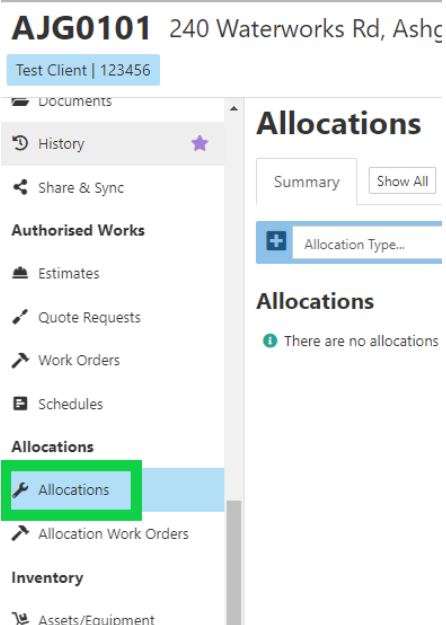 AJG0101 240 Waterworks Rd, Ashg
Test Client | 123456
Documents
History
Share & Sync
Authorised Works
Estimates
Quote Requests
Work Orders
Schedules
Allocations
Allocations
Allocation Work Orders
Inventory
Assets/Equipment
Allocations
Summary Show All
Allocation Type...
Allocations
There are no allocations